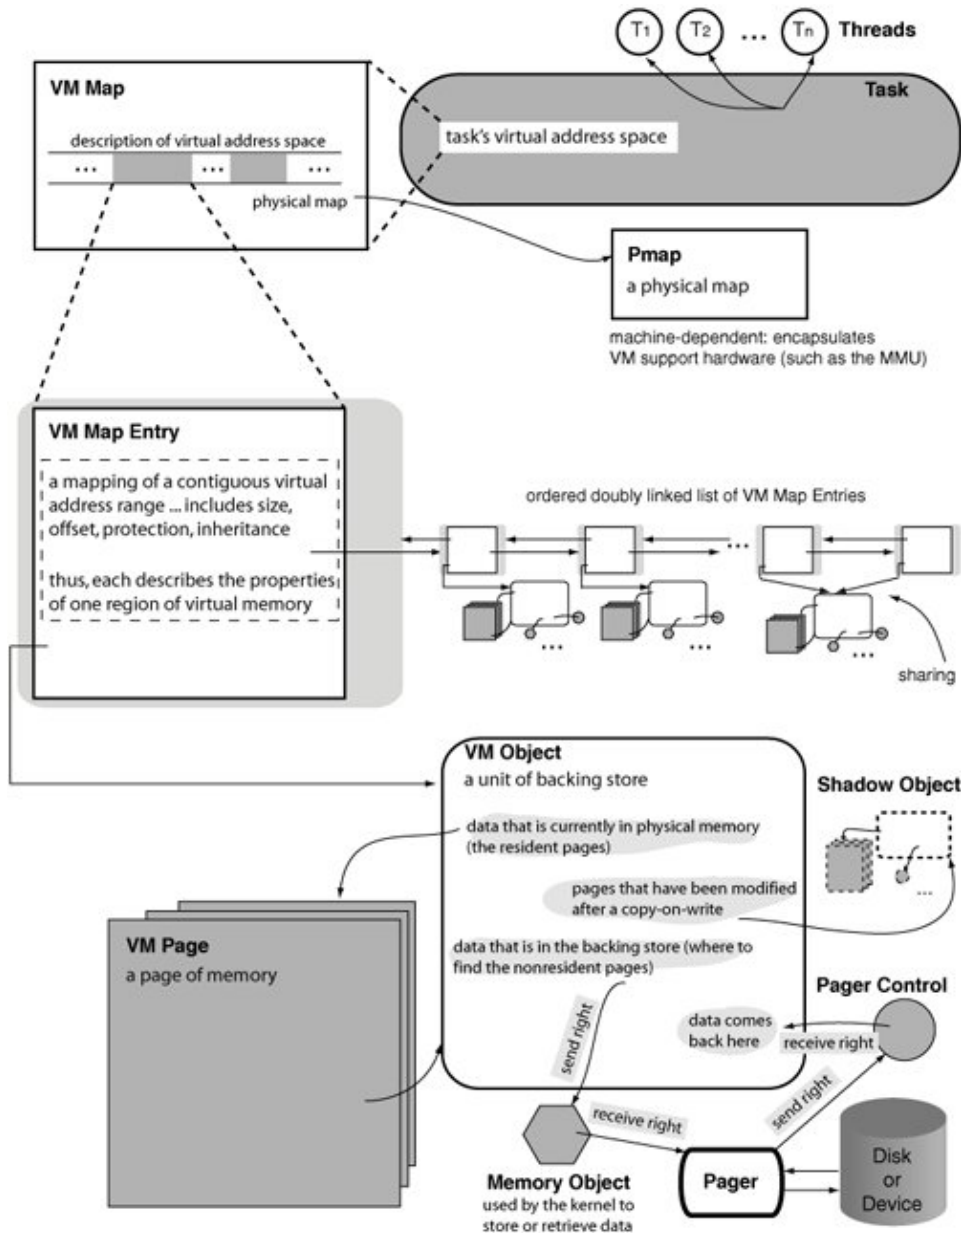 T1 T2 ... Tn Threads
VM Map
Task
description of virtual address space
task's virtual address space
... ... ...
physical map
Pmap
a physical map
machine-dependent: encapsulates
VM support hardware (such as the MMU)
VM Map Entry
a mapping of a contiguous virtual
address range ... includes size,
offset, protection, inheritance
thus, each describes the properties
of one region of virtual memory
ordered doubly linked list of VM Map Entries
...
... ... ...
sharing
VM Object
a unit of backing store
Shadow Object
data that is currently in physical memory
(the resident pages)
...
pages that have been modified
after a copy-on-write
VM Page
a page of memory
data that is in the backing store (where to
find the nonresident pages)
Pager Control
data comes
back here
receive right
send right
send right
receive right
Memory Object
used by the kernel to
store or retrieve data
Pager
Disk
or
Device